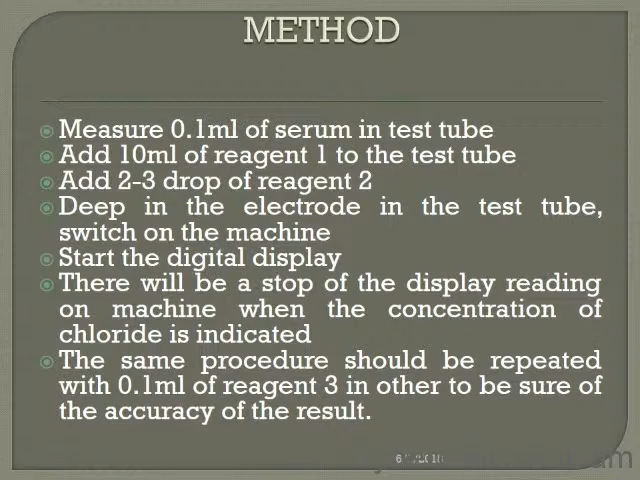 METHOD
Measure 0.1ml of serum in test tube
Add 10ml of reagent 1 to the test tube
Add 2-3 drop of reagent 2
Deep in the electrode in the test tube,
switch on the machine
Start the digital display
There will be a stop of the display reading
on machine when the concentration of
chloride is indicated
The same procedure should be repeated
with 0.1ml of reagent 3 in other to be sure of
the accuracy of the result.